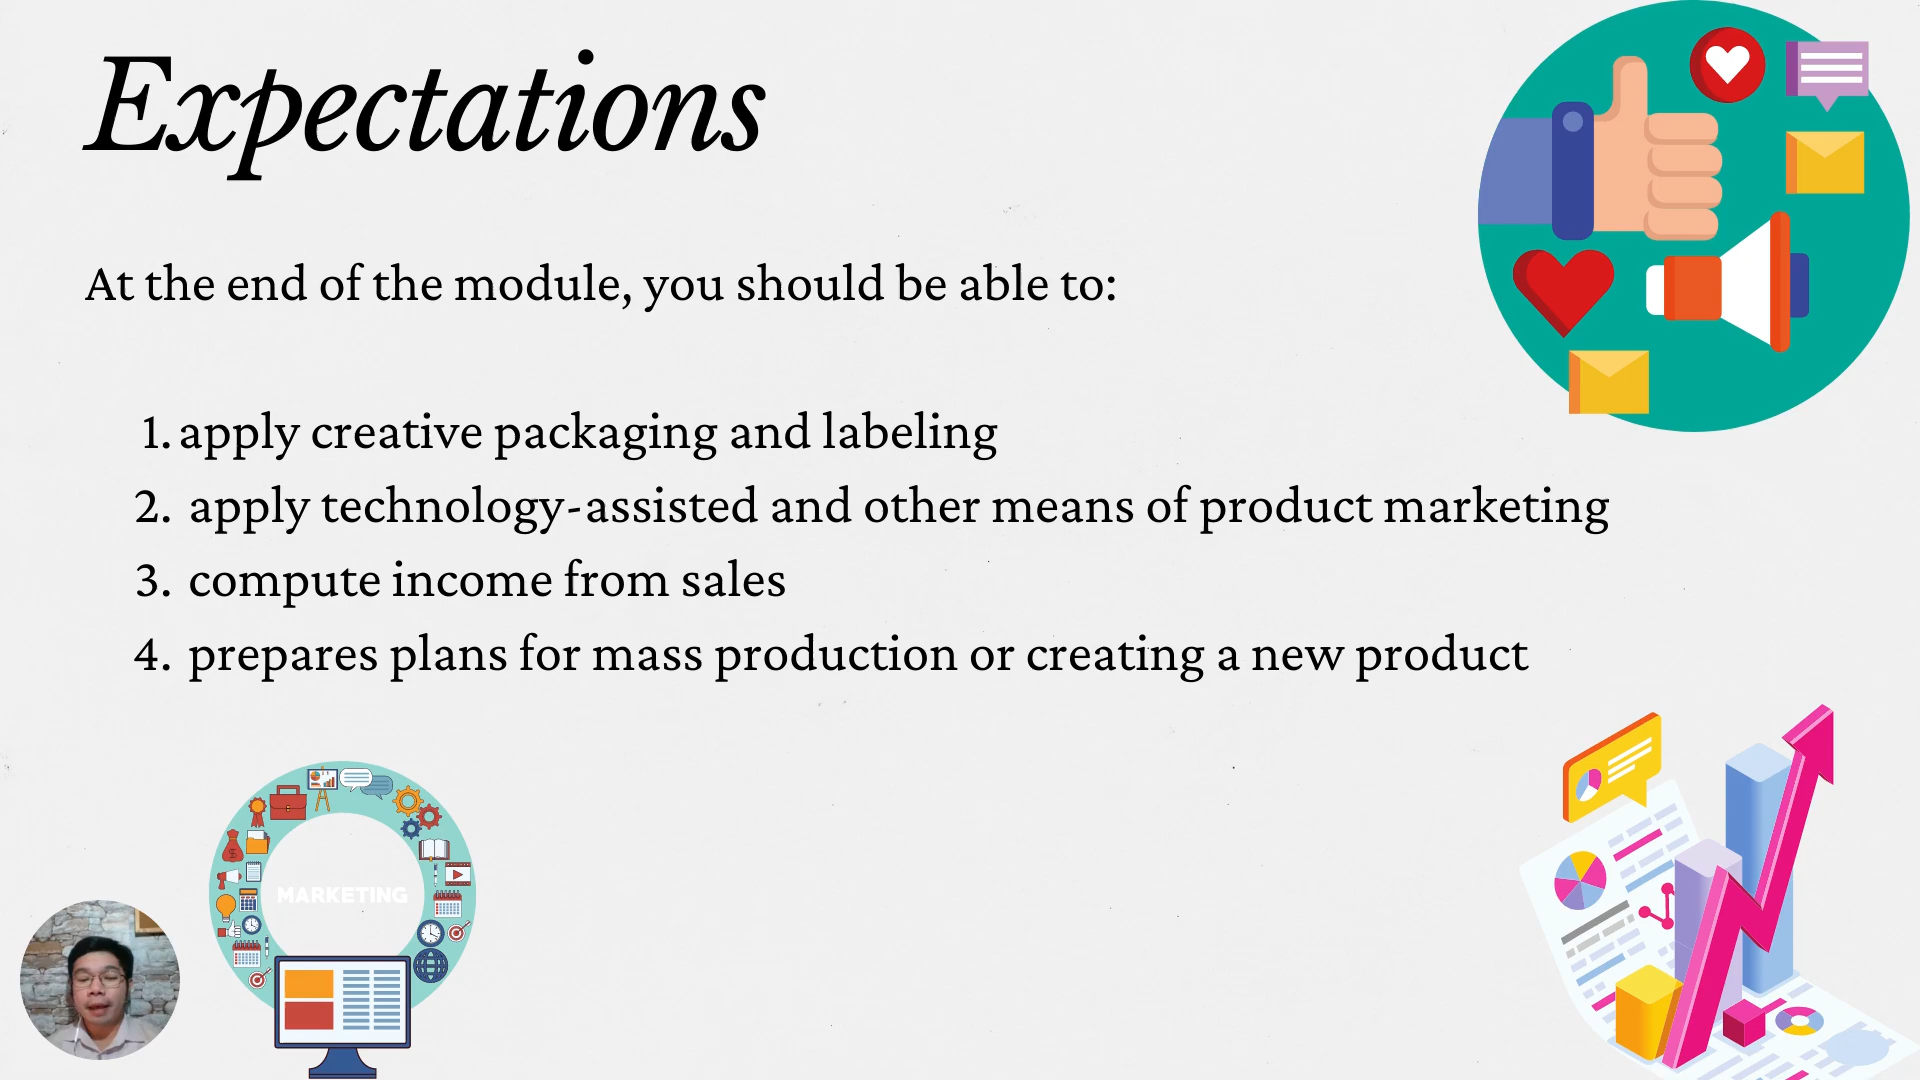 Expectations
At the end of the module, you should be able to:
1. apply creative packaging and labeling
2. apply technology-assisted and other means of product marketing
3. compute income from sales
4. prepares plans for mass production or creating a new product
MARKETING